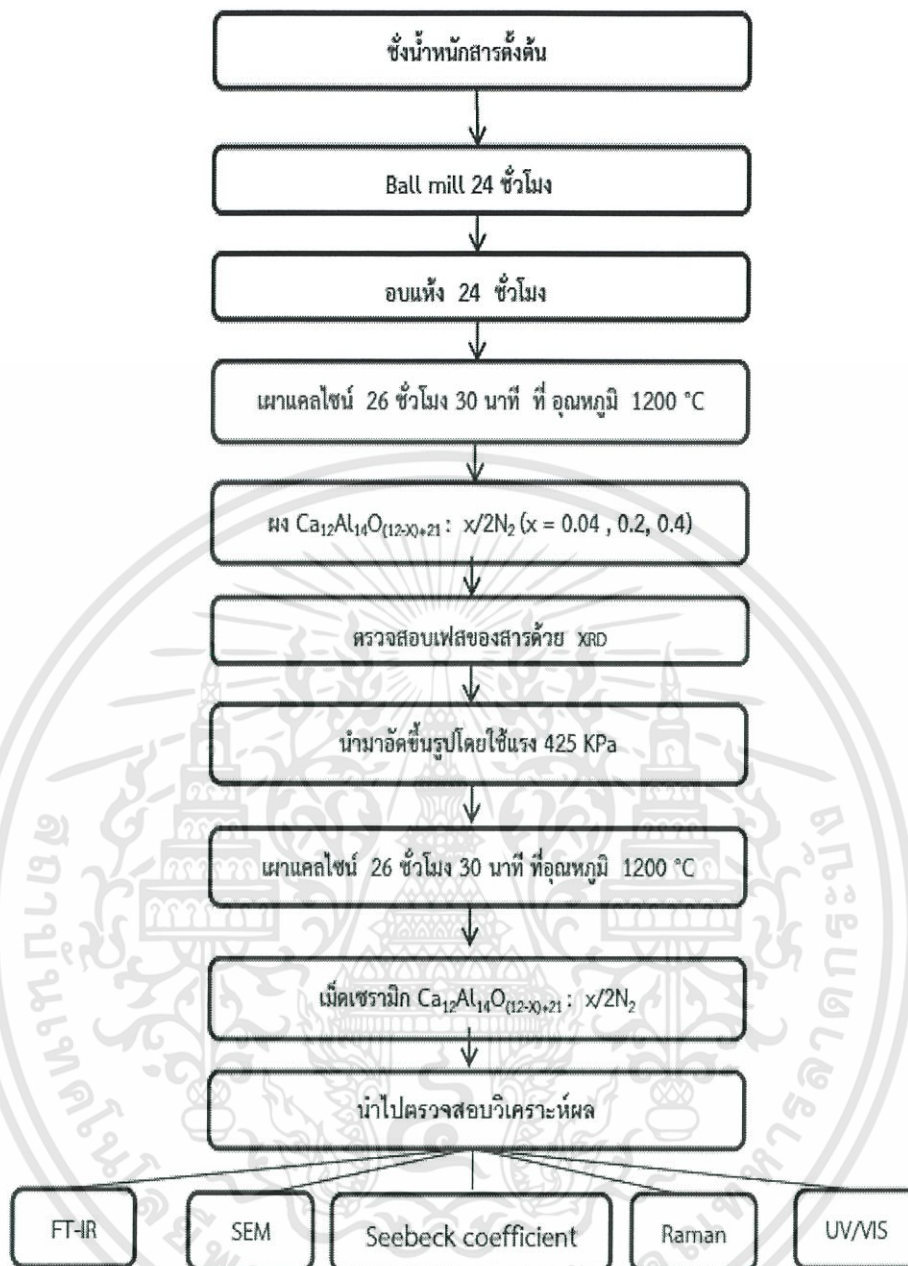 ชั่งน้ำหนักสารตั้งต้น
Ball mill 24 ชั่วโมง
อบแห้ง 24 ชั่วโมง
เผาแคลไซน์ 26 ชั่วโมง 30 นาที ที่ อุณหภูมิ 1200 °C
ผง Ca₁₂Al₁₄O₍₁₂₋ₓ₎₊₂₁ : x/2N₂ (x = 0.04 , 0.2, 0.4)
ตรวจสอบเฟสของสารด้วย XRD
นำมาอัดขึ้นรูปโดยใช้แรง 425 KPa
เผาแคลไซน์ 26 ชั่วโมง 30 นาที ที่อุณหภูมิ 1200 °C
เม็ดเซรามิก Ca₁₂Al₁₄O₍₁₂₋ₓ₎₊₂₁ : x/2N₂
นำไปตรวจสอบวิเคราะห์ผล
FT-IR
SEM
Seebeck coefficient
Raman
UV/VIS